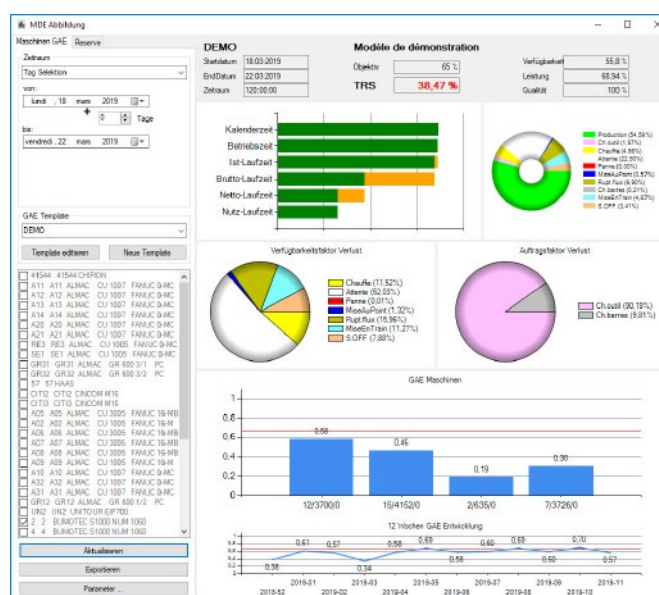 MDE Abbildung
Maschinen GAE
Reserve
Zeitraum
Tag Selektion
von:
lundi , 18 mars 2019
0 Tage
bis:
vendredi , 22 mars 2019
GAE Template
DEMO
Template editieren
Neue Template
41544 41544 CHIRON
A11 A11 ALMAC CU 1007 FANUC 0-MC
A12 A12 ALMAC CU 1007 FANUC 0-MC
A13 A13 ALMAC CU 1007 FANUC 0-MC
A14 A14 ALMAC CU 1007 FANUC 0-MC
A20 A20 ALMAC CU 1007 FANUC 0-MC
A21 A21 ALMAC CU 1007 FANUC 0-MC
RE3 RE3 ALMAC CU 1005 FANUC 0-MC
SE1 SE1 ALMAC CU 1005 FANUC 0-MC
GR31 GR31 ALMAC GR 600 3/1 PC
GR32 GR32 ALMAC GR 600 3/2 PC
57 57 HAAS
CITI2 CITI2 CINCOM M16
CITI3 CITI3 CINCOM M16
A05 A05 ALMAC CU 3005 FANUC 16-MB
A02 A02 ALMAC CU 1005 FANUC 16-M
A06 A06 ALMAC CU 3005 FANUC 16-MB
A07 A07 ALMAC CU 3005 FANUC 16-MB
A08 A08 ALMAC CU 3005 FANUC 16-MB
A09 A09 ALMAC CU 1005 FANUC 16-M
A10 A10 ALMAC CU 1007 FANUC 0-MC
A32 A32 ALMAC CU 1007 FANUC 0-MC
A31 A31 ALMAC CU 1007 FANUC 0-MC
GR12 GR12 ALMAC GR 600 1/2 PC
UN2 UN2 UNITOUR EIP700
2 2 BUMOTEC S1000 NUM 1060
4 4 BUMOTEC S1000 NUM 1060
Aktualisieren
Exportieren
Parameter ...
DEMO
Modèle de démonstration
Startdatum 18.03.2019
EndDatum 22.03.2019
Zeitraum 120:00:00
Objektiv 65 %
TRS 38,47 %
Verfügbarkeit 55,8 %
Leistung 68,94 %
Qualität 100 %
Kalenderzeit
Betriebszeit
Ist-Laufzeit
Brutto-Laufzeit
Netto-Laufzeit
Nutz-Laufzeit
Production (54,59%)
Ch.outil (1,97%)
Chauffe (4,98%)
Attente (22,50%)
Panne (0,00%)
MiseAuPoint (0,57%)
Rupt.flux (6,90%)
Ch.barres (0,21%)
MiseEnTrain (4,87%)
S.OFF (3,41%)
Verfügbarkeitsfaktor Verlust
Chauffe (11,52%)
Attente (52,03%)
Panne (0,01%)
MiseAuPoint (1,32%)
Rupt.flux (15,96%)
MiseEnTrain (11,27%)
S.OFF (7,88%)
Auftragsfaktor Verlust
Ch.outil (90,19%)
Ch.barres (9,81%)
GAE Maschinen
1
0.8
0.6
0.4
0.2
0
0,58
0,46
0,19
0,30
12/3700/0
15/4152/0
2/635/0
7/3726/0
12 Wochen GAE Entwicklung
0,38
0,61
0,57
0,34
0,56
0,69
0,56
0,60
0,69
0,60
0,70
0,57
2018-52
2019-01
2019-02
2019-03
2019-04
2019-05
2019-06
2019-07
2019-08
2019-09
2019-10
2019-11